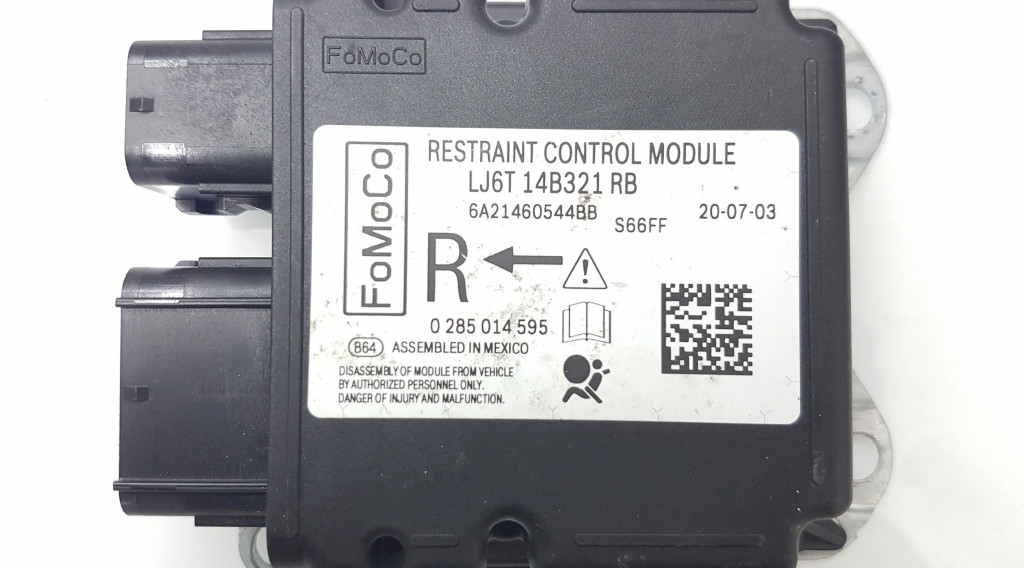 FoMoCo
FoMoCo
RESTRAINT CONTROL MODULE
LJ6T 14B321 RB
6A21460544BB
S66FF
20-07-03
R
0 285 014 595
864 ASSEMBLED IN MEXICO
DISASSEMBLY OF MODULE FROM VEHICLE
BY AUTHORIZED PERSONNEL ONLY.
DANGER OF INJURY AND MALFUNCTION.